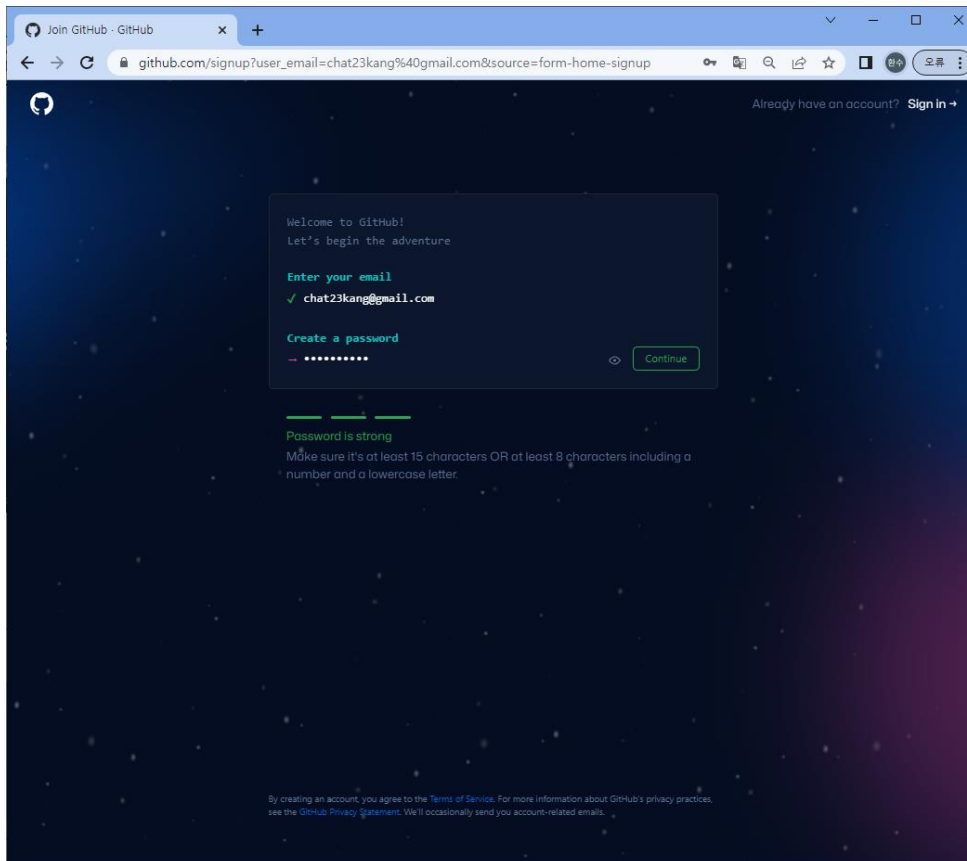 Join GitHub · GitHub
github.com/signup?user_email=chat23kang%40gmail.com&source=form-home-signup
한수
오류
Already have an account? Sign in →
Welcome to GitHub!
Let's begin the adventure
Enter your email
✓ chat23kang@gmail.com
Create a password
→ ••••••••••
Continue
Password is strong
Make sure it's at least 15 characters OR at least 8 characters including a
number and a lowercase letter.
By creating an account, you agree to the Terms of Service. For more information about GitHub's privacy practices,
see the GitHub Privacy Statement. We'll occasionally send you account-related emails.